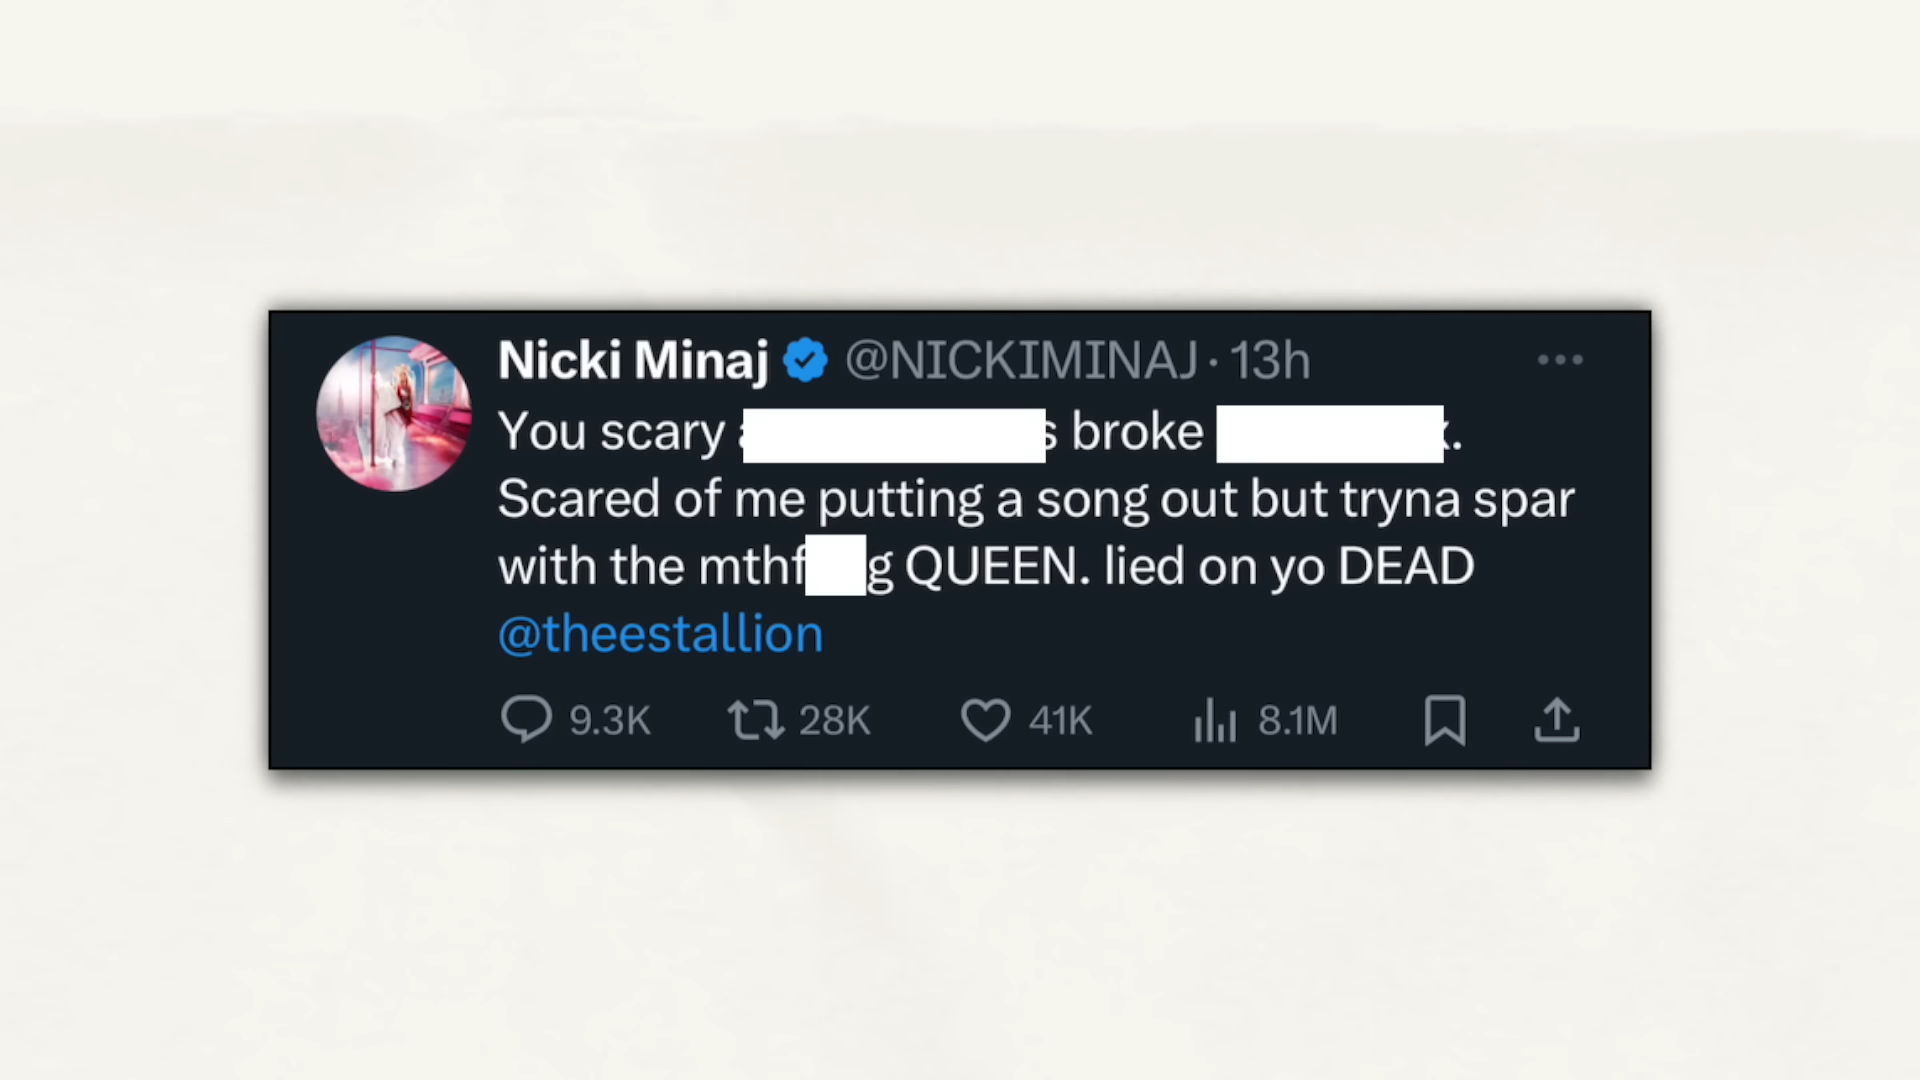 Nicki Minaj @NICKIMINAJ · 13h
You scary broke .
Scared of me putting a song out but tryna spar
with the mthf g QUEEN. lied on yo DEAD
@theestallion
9.3K 28K 41K 8.1M